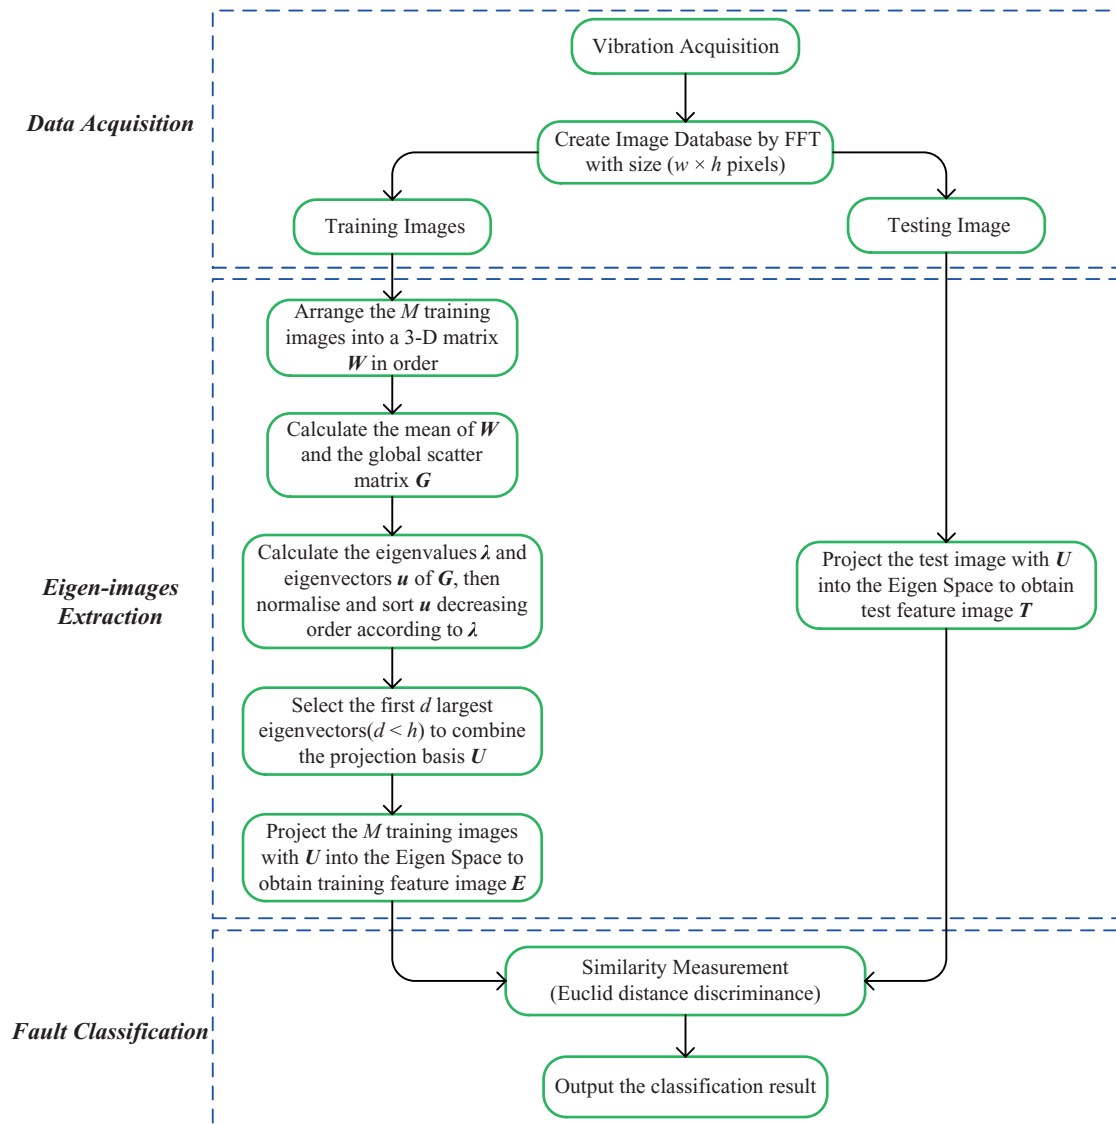 Vibration Acquisition
Data Acquisition
Create Image Database by FFT
with size (w × h pixels)
Training Images
Testing Image
Arrange the M training
images into a 3-D matrix
W in order
Calculate the mean of W
and the global scatter
matrix G
Eigen-images
Extraction
Calculate the eigenvalues λ and
eigenvectors u of G, then
normalise and sort u decreasing
order according to λ
Project the test image with U
into the Eigen Space to obtain
test feature image T
Select the first d largest
eigenvectors(d < h) to combine
the projection basis U
Project the M training images
with U into the Eigen Space to
obtain training feature image E
Similarity Measurement
(Euclid distance discriminance)
Fault Classification
Output the classification result